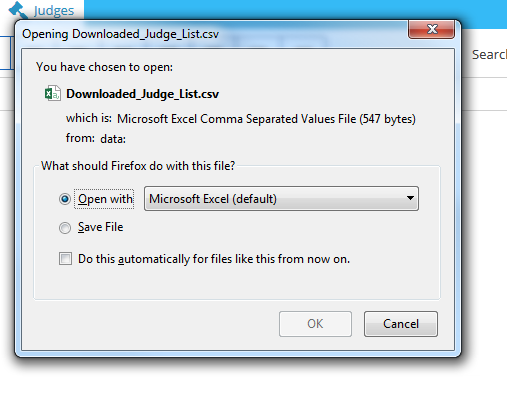 Judges
Opening Downloaded_Judge_List.csv
Search
You have chosen to open:
Downloaded_Judge_List.csv
which is: Microsoft Excel Comma Separated Values File (547 bytes)
from: data:
What should Firefox do with this file?
Open with Microsoft Excel (default)
Save File
Do this automatically for files like this from now on.
OK Cancel